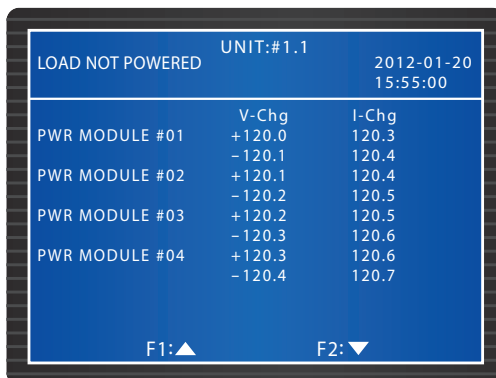 UNIT:#1.1
LOAD NOT POWERED 2012-01-20
15:55:00
V-Chg I-Chg
PWR MODULE #01 +120.0 120.3
–120.1 120.4
PWR MODULE #02 +120.1 120.4
–120.2 120.5
PWR MODULE #03 +120.2 120.5
–120.3 120.6
PWR MODULE #04 +120.3 120.6
–120.4 120.7
F1:▲ F2:▼